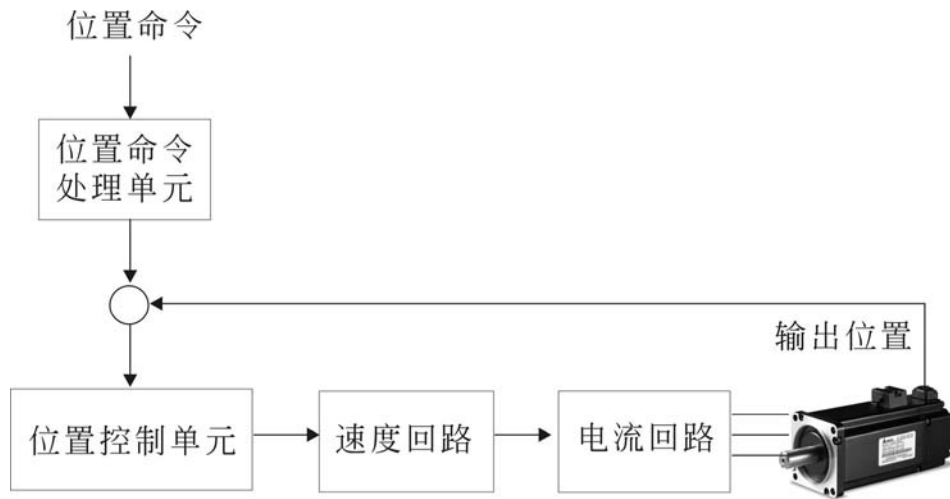 位置命令
位置命令
处理单元
输出位置
位置控制单元
速度回路
电流回路